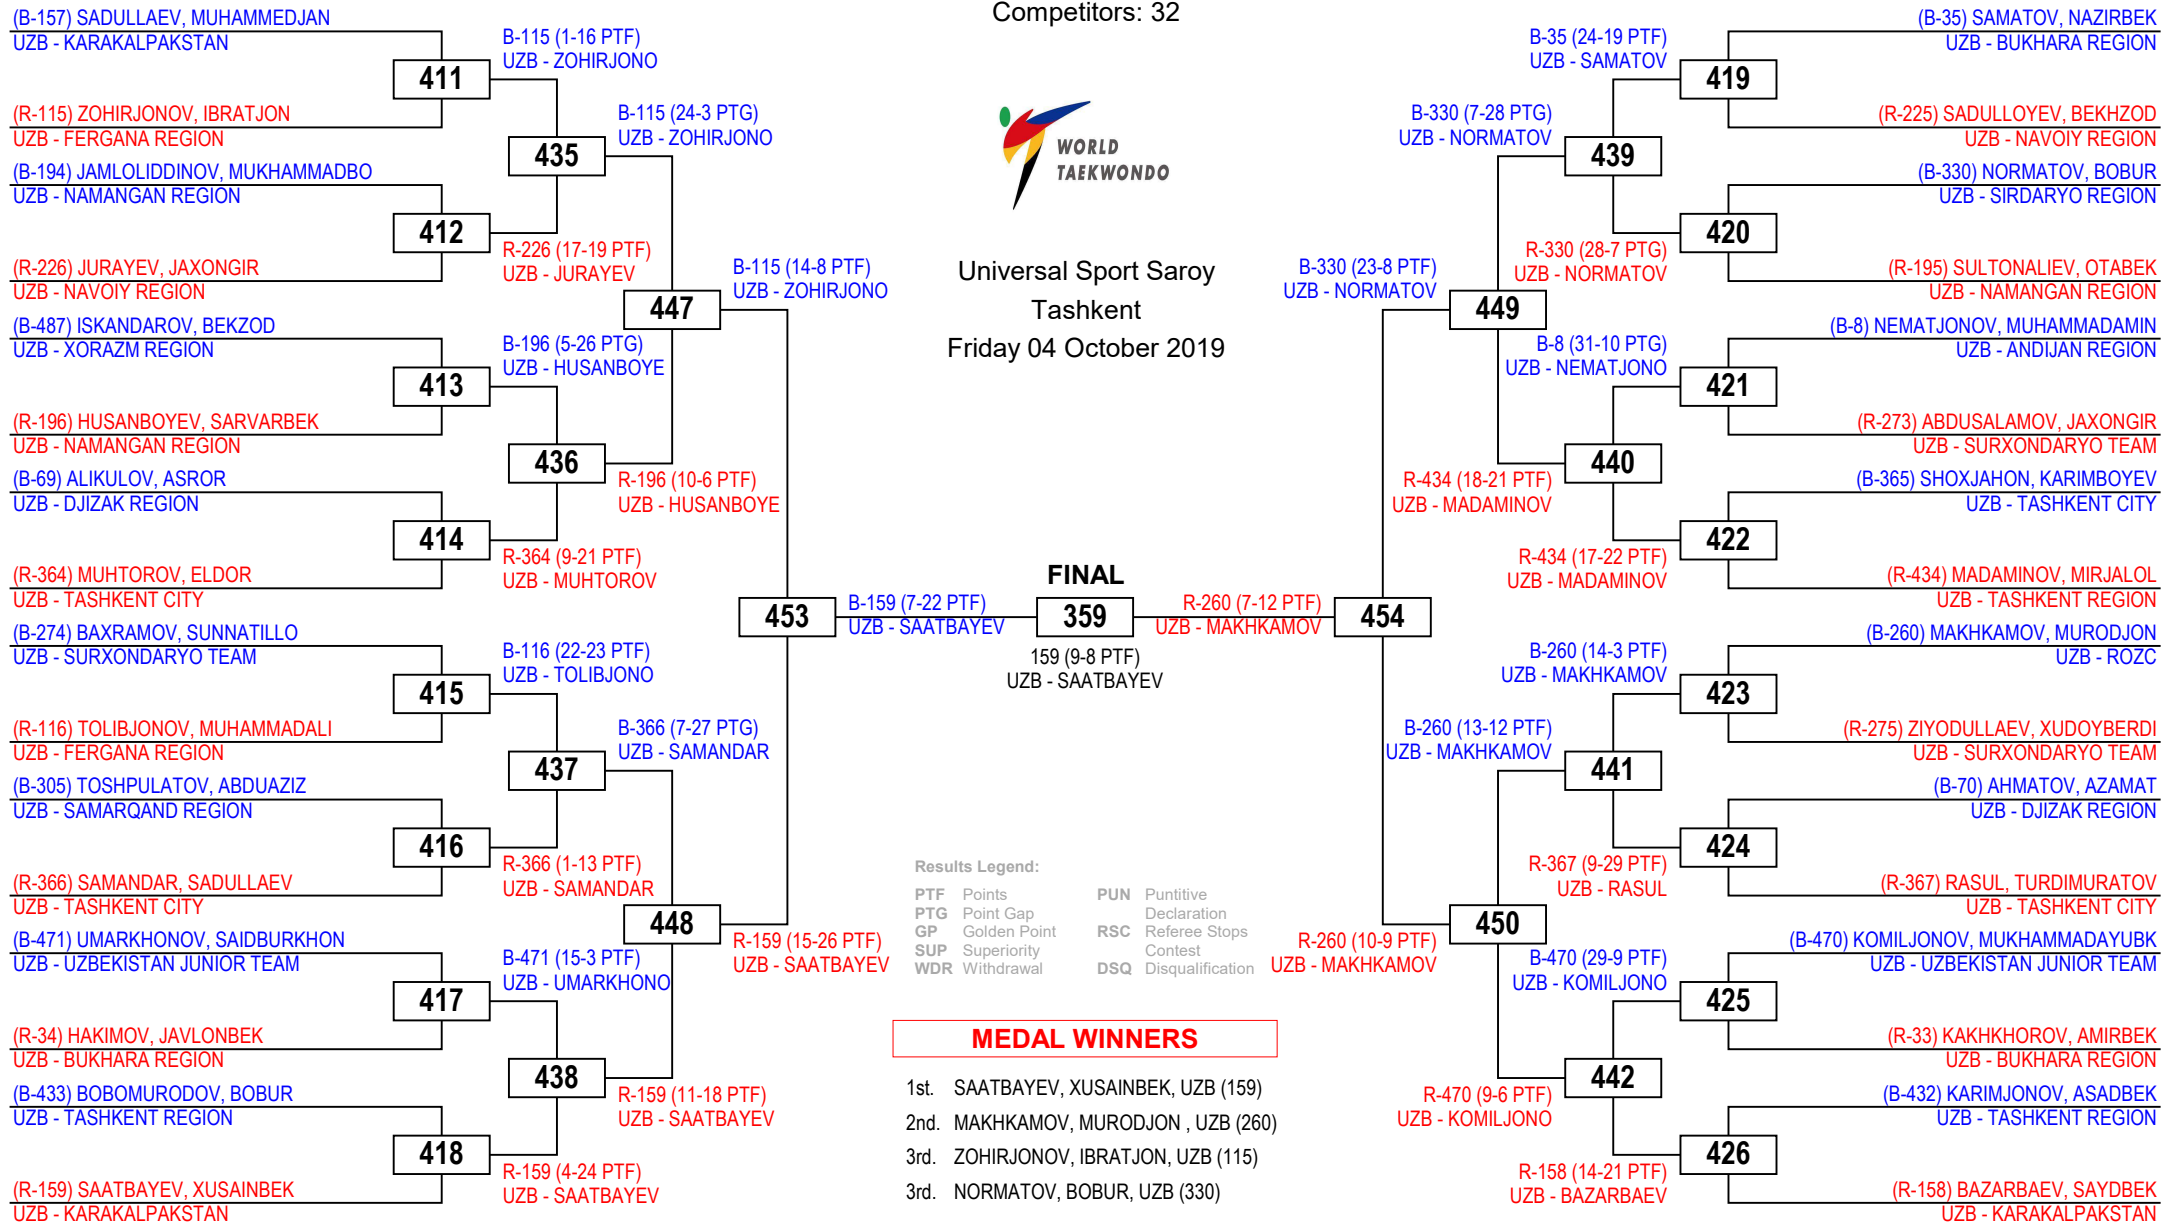 Competitors: 32
(B-157) SADULLAEV, MUHAMMEDJAN
UZB - KARAKALPAKSTAN
411
(R-115) ZOHIRJONOV, IBRATJON
UZB - FERGANA REGION
(B-194) JAMLOLIDDINOV, MUKHAMMADBO
UZB - NAMANGAN REGION
412
(R-226) JURAYEV, JAXONGIR
UZB - NAVOIY REGION
(B-487) ISKANDAROV, BEKZOD
UZB - XORAZM REGION
413
(R-196) HUSANBOYEV, SARVARBEK
UZB - NAMANGAN REGION
(B-69) ALIKULOV, ASROR
UZB - DJIZAK REGION
414
(R-364) MUHTOROV, ELDOR
UZB - TASHKENT CITY
(B-274) BAXRAMOV, SUNNATILLO
UZB - SURXONDARYO TEAM
415
(R-116) TOLIBJONOV, MUHAMMADALI
UZB - FERGANA REGION
(B-305) TOSHPULATOV, ABDUAZIZ
UZB - SAMARQAND REGION
416
(R-366) SAMANDAR, SADULLAEV
UZB - TASHKENT CITY
(B-471) UMARKHONOV, SAIDBURKHON
UZB - UZBEKISTAN JUNIOR TEAM
417
(R-34) HAKIMOV, JAVLONBEK
UZB - BUKHARA REGION
(B-433) BOBOMURODOV, BOBUR
UZB - TASHKENT REGION
418
(R-159) SAATBAYEV, XUSAINBEK
UZB - KARAKALPAKSTAN
B-115 (1-16 PTF)
UZB - ZOHIRJONO
435
R-226 (17-19 PTF)
UZB - JURAYEV
B-196 (5-26 PTG)
UZB - HUSANBOYE
436
R-364 (9-21 PTF)
UZB - MUHTOROV
B-116 (22-23 PTF)
UZB - TOLIBJONO
437
R-366 (1-13 PTF)
UZB - SAMANDAR
B-471 (15-3 PTF)
UZB - UMARKHONO
438
R-159 (4-24 PTF)
UZB - SAATBAYEV
B-115 (24-3 PTG)
UZB - ZOHIRJONO
447
R-196 (10-6 PTF)
UZB - HUSANBOYE
B-366 (7-27 PTG)
UZB - SAMANDAR
448
R-159 (11-18 PTF)
UZB - SAATBAYEV
B-115 (14-8 PTF)
UZB - ZOHIRJONO
453
R-159 (15-26 PTF)
UZB - SAATBAYEV
B-159 (7-22 PTF)
UZB - SAATBAYEV
WORLD
TAEKWONDO
Universal Sport Saroy
Tashkent
Friday 04 October 2019
FINAL
359
159 (9-8 PTF)
UZB - SAATBAYEV
R-260 (7-12 PTF)
UZB - MAKHKAMOV
454
B-330 (23-8 PTF)
UZB - NORMATOV
R-260 (10-9 PTF)
UZB - MAKHKAMOV
B-330 (7-28 PTG)
UZB - NORMATOV
449
R-434 (18-21 PTF)
UZB - MADAMINOV
B-260 (13-12 PTF)
UZB - MAKHKAMOV
450
R-470 (9-6 PTF)
UZB - KOMILJONO
B-35 (24-19 PTF)
UZB - SAMATOV
439
R-330 (28-7 PTG)
UZB - NORMATOV
B-8 (31-10 PTG)
UZB - NEMATJONO
440
R-434 (17-22 PTF)
UZB - MADAMINOV
B-260 (14-3 PTF)
UZB - MAKHKAMOV
441
R-367 (9-29 PTF)
UZB - RASUL
B-470 (29-9 PTF)
UZB - KOMILJONO
442
R-158 (14-21 PTF)
UZB - BAZARBAEV
(B-35) SAMATOV, NAZIRBEK
UZB - BUKHARA REGION
419
(R-225) SADULLOYEV, BEKHZOD
UZB - NAVOIY REGION
(B-330) NORMATOV, BOBUR
UZB - SIRDARYO REGION
420
(R-195) SULTONALIEV, OTABEK
UZB - NAMANGAN REGION
(B-8) NEMATJONOV, MUHAMMADAMIN
UZB - ANDIJAN REGION
421
(R-273) ABDUSALAMOV, JAXONGIR
UZB - SURXONDARYO TEAM
(B-365) SHOXJAHON, KARIMBOYEV
UZB - TASHKENT CITY
422
(R-434) MADAMINOV, MIRJALOL
UZB - TASHKENT REGION
(B-260) MAKHKAMOV, MURODJON
UZB - ROZC
423
(R-275) ZIYODULLAEV, XUDOYBERDI
UZB - SURXONDARYO TEAM
(B-70) AHMATOV, AZAMAT
UZB - DJIZAK REGION
424
(R-367) RASUL, TURDIMURATOV
UZB - TASHKENT CITY
(B-470) KOMILJONOV, MUKHAMMADAYUBK
UZB - UZBEKISTAN JUNIOR TEAM
425
(R-33) KAKHKHOROV, AMIRBEK
UZB - BUKHARA REGION
(B-432) KARIMJONOV, ASADBEK
UZB - TASHKENT REGION
426
(R-158) BAZARBAEV, SAYDBEK
UZB - KARAKALPAKSTAN
Results Legend:
PTF Points
PTG Point Gap
GP Golden Point
SUP Superiority
WDR Withdrawal
PUN Puntitive
Declaration
RSC Referee Stops
Contest
DSQ Disqualification
MEDAL WINNERS
1st. SAATBAYEV, XUSAINBEK, UZB (159)
2nd. MAKHKAMOV, MURODJON , UZB (260)
3rd. ZOHIRJONOV, IBRATJON, UZB (115)
3rd. NORMATOV, BOBUR, UZB (330)